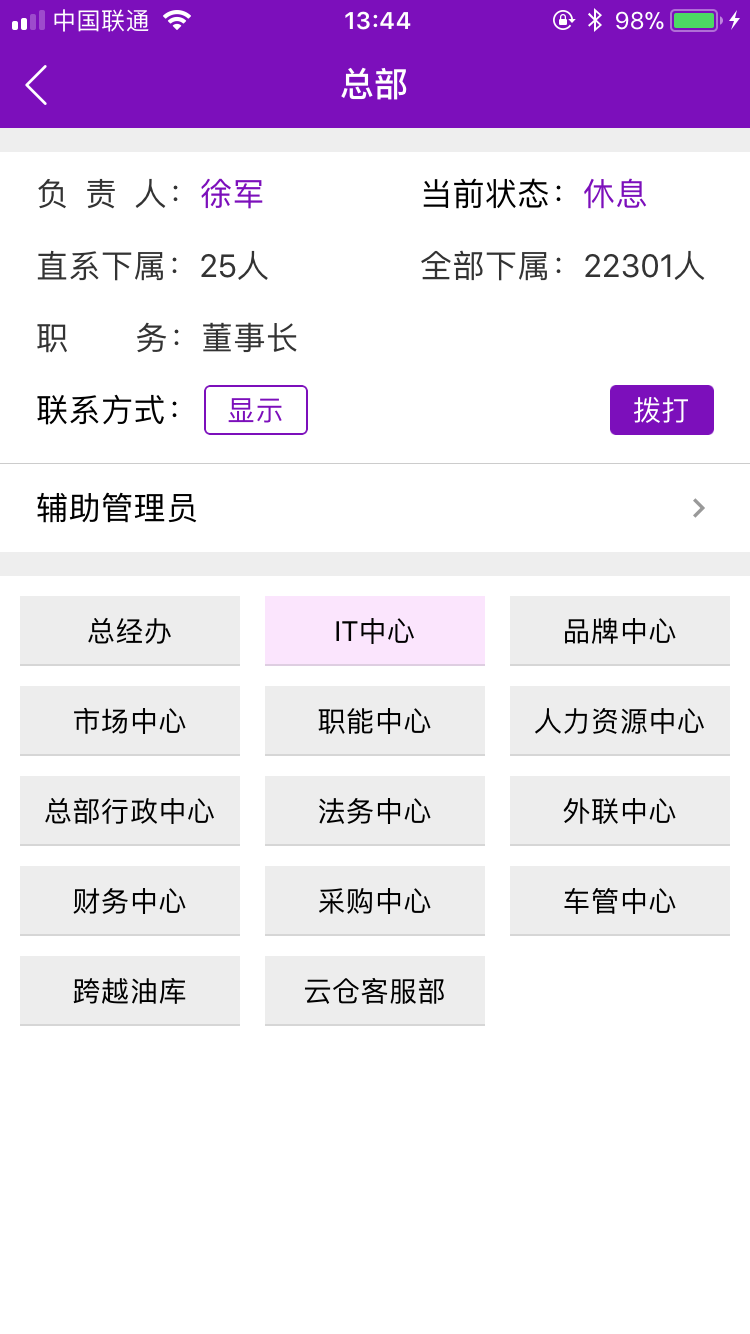 中国联通 13:44 98%
总部
负责人： 徐军 当前状态： 休息
直系下属： 25人 全部下属： 22301人
职务： 董事长
联系方式： 显示 拨打
辅助管理员
总经办 IT中心 品牌中心
市场中心 职能中心 人力资源中心
总部行政中心 法务中心 外联中心
财务中心 采购中心 车管中心
跨越油库 云仓客服部